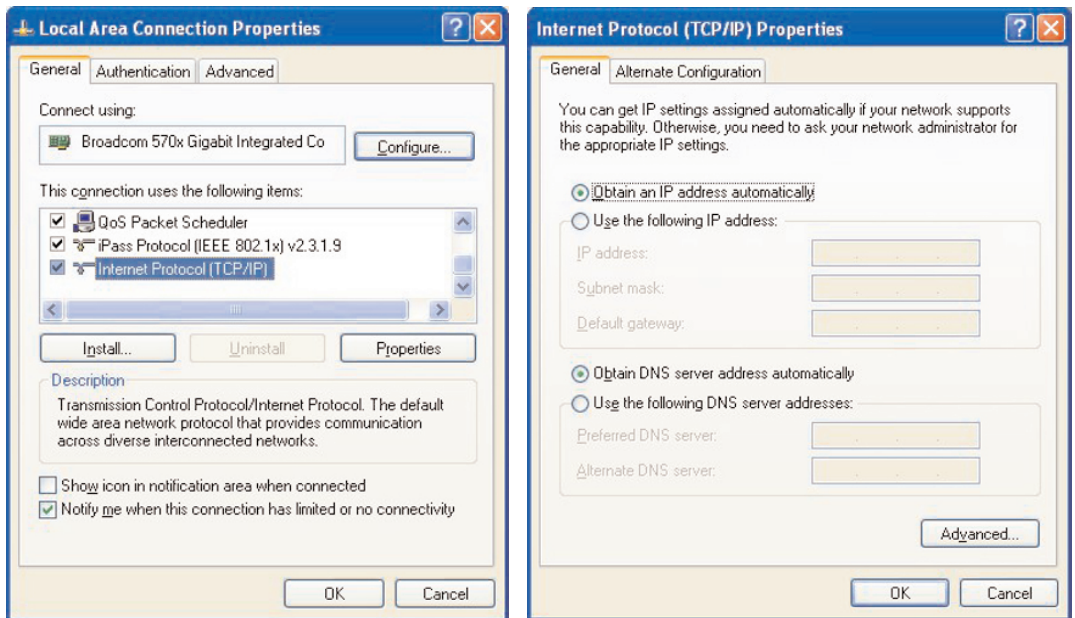 Local Area Connection Properties
General Authentication Advanced
Connect using:
Broadcom 570x Gigabit Integrated Co
Configure...
This connection uses the following items:
QoS Packet Scheduler
iPass Protocol (IEEE 802.1x) v2.3.1.9
Internet Protocol (TCP/IP)
Install... Uninstall Properties
Description
Transmission Control Protocol/Internet Protocol. The default
wide area network protocol that provides communication
across diverse interconnected networks.
Show icon in notification area when connected
Notify me when this connection has limited or no connectivity
OK Cancel
Internet Protocol (TCP/IP) Properties
General Alternate Configuration
You can get IP settings assigned automatically if your network supports
this capability. Otherwise, you need to ask your network administrator for
the appropriate IP settings.
Obtain an IP address automatically
Use the following IP address:
IP address:
Subnet mask:
Default gateway:
Obtain DNS server address automatically
Use the following DNS server addresses:
Preferred DNS server:
Alternate DNS server:
Advanced...
OK Cancel